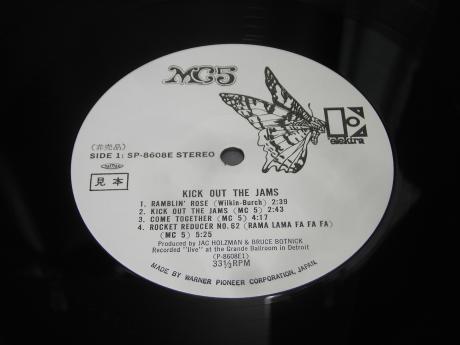 MC5
elektra
(非売品)
SIDE 1: SP-8608E STEREO
見本
KICK OUT THE JAMS
1. RAMBLIN' ROSE (Wilkin-Burch) 2:39
2. KICK OUT THE JAMS (MC 5) 2:43
3. COME TOGETHER (MC 5) 4:17
4. ROCKET REDUCER NO. 62 (RAMA LAMA FA FA FA)
(MC 5) 5:25
Produced by JAC HOLZMAN & BRUCE BOTNICK
Recorded "live" at the Grande Ballroom in Detroit
(P-8608E1)
33⅓RPM
MADE BY WARNER PIONEER CORPORATION, JAPAN.